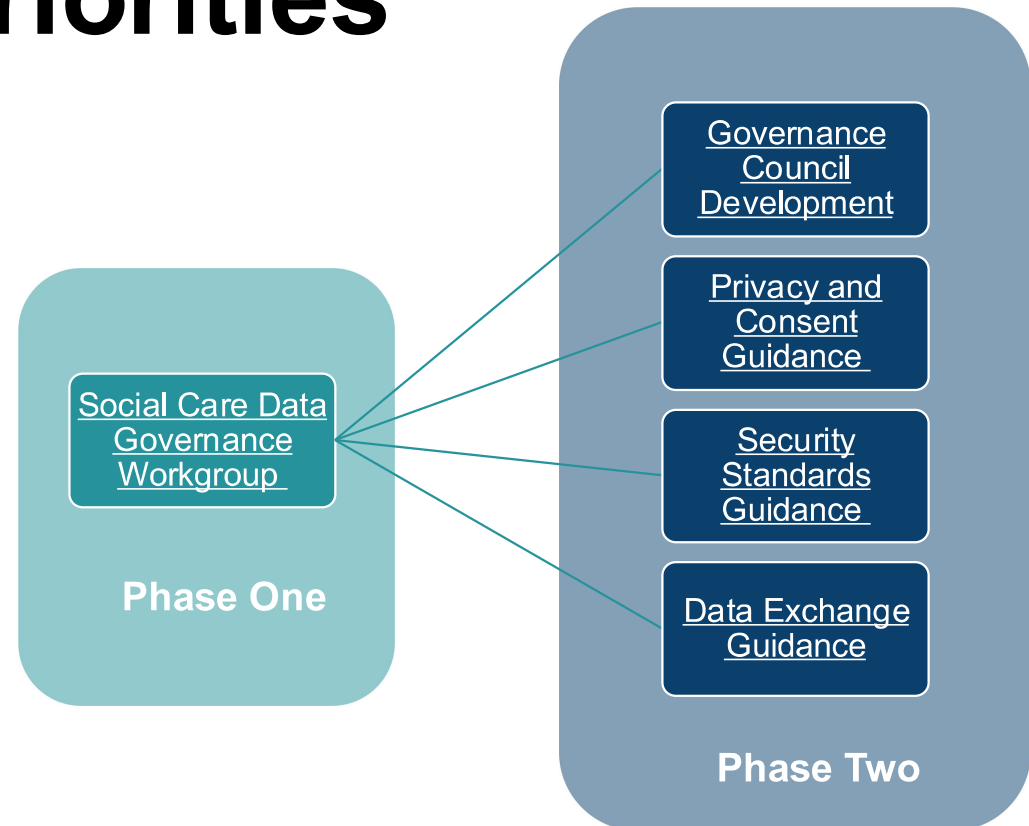 riorities
Governance
Council
Development
Privacy and
Consent
Guidance
Security
Standards
Guidance
Data Exchange
Guidance
Phase Two
Social Care Data
Governance
Workgroup
Phase One